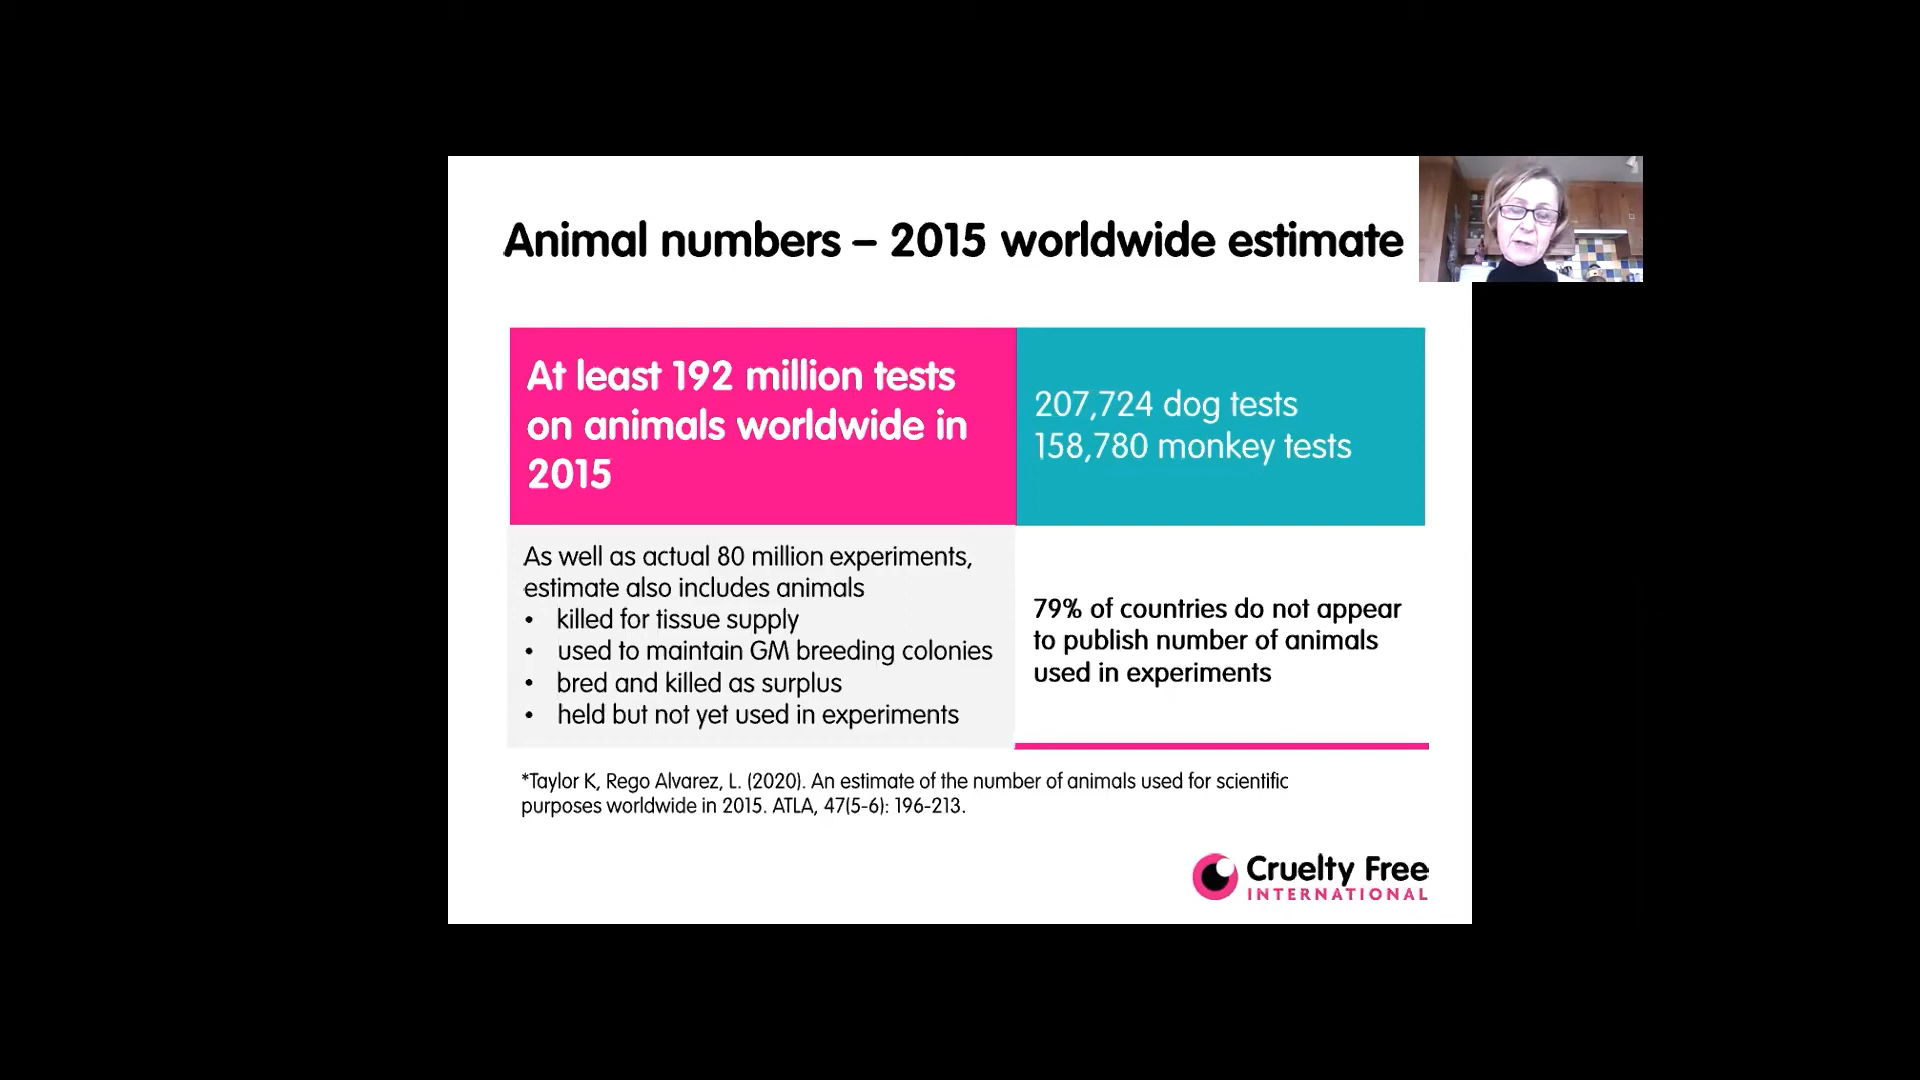 Animal numbers – 2015 worldwide estimate
At least 192 million tests
on animals worldwide in
2015
207,724 dog tests
158,780 monkey tests
As well as actual 80 million experiments,
estimate also includes animals
• killed for tissue supply
• used to maintain GM breeding colonies
• bred and killed as surplus
• held but not yet used in experiments
79% of countries do not appear
to publish number of animals
used in experiments
*Taylor K, Rego Alvarez, L. (2020). An estimate of the number of animals used for scientific
purposes worldwide in 2015. ATLA, 47(5-6): 196-213.
Cruelty Free
INTERNATIONAL